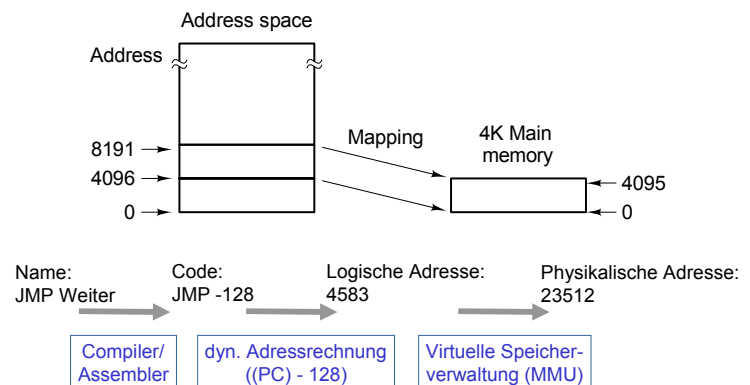 Address space
Address
8191
4096
0
Mapping
4K Main
memory
4095
0
Name:
JMP Weiter
Code:
JMP -128
Logische Adresse:
4583
Physikalische Adresse:
23512
Compiler/
Assembler
dyn. Adressrechnung
((PC) - 128)
Virtuelle Speicher-
verwaltung (MMU)